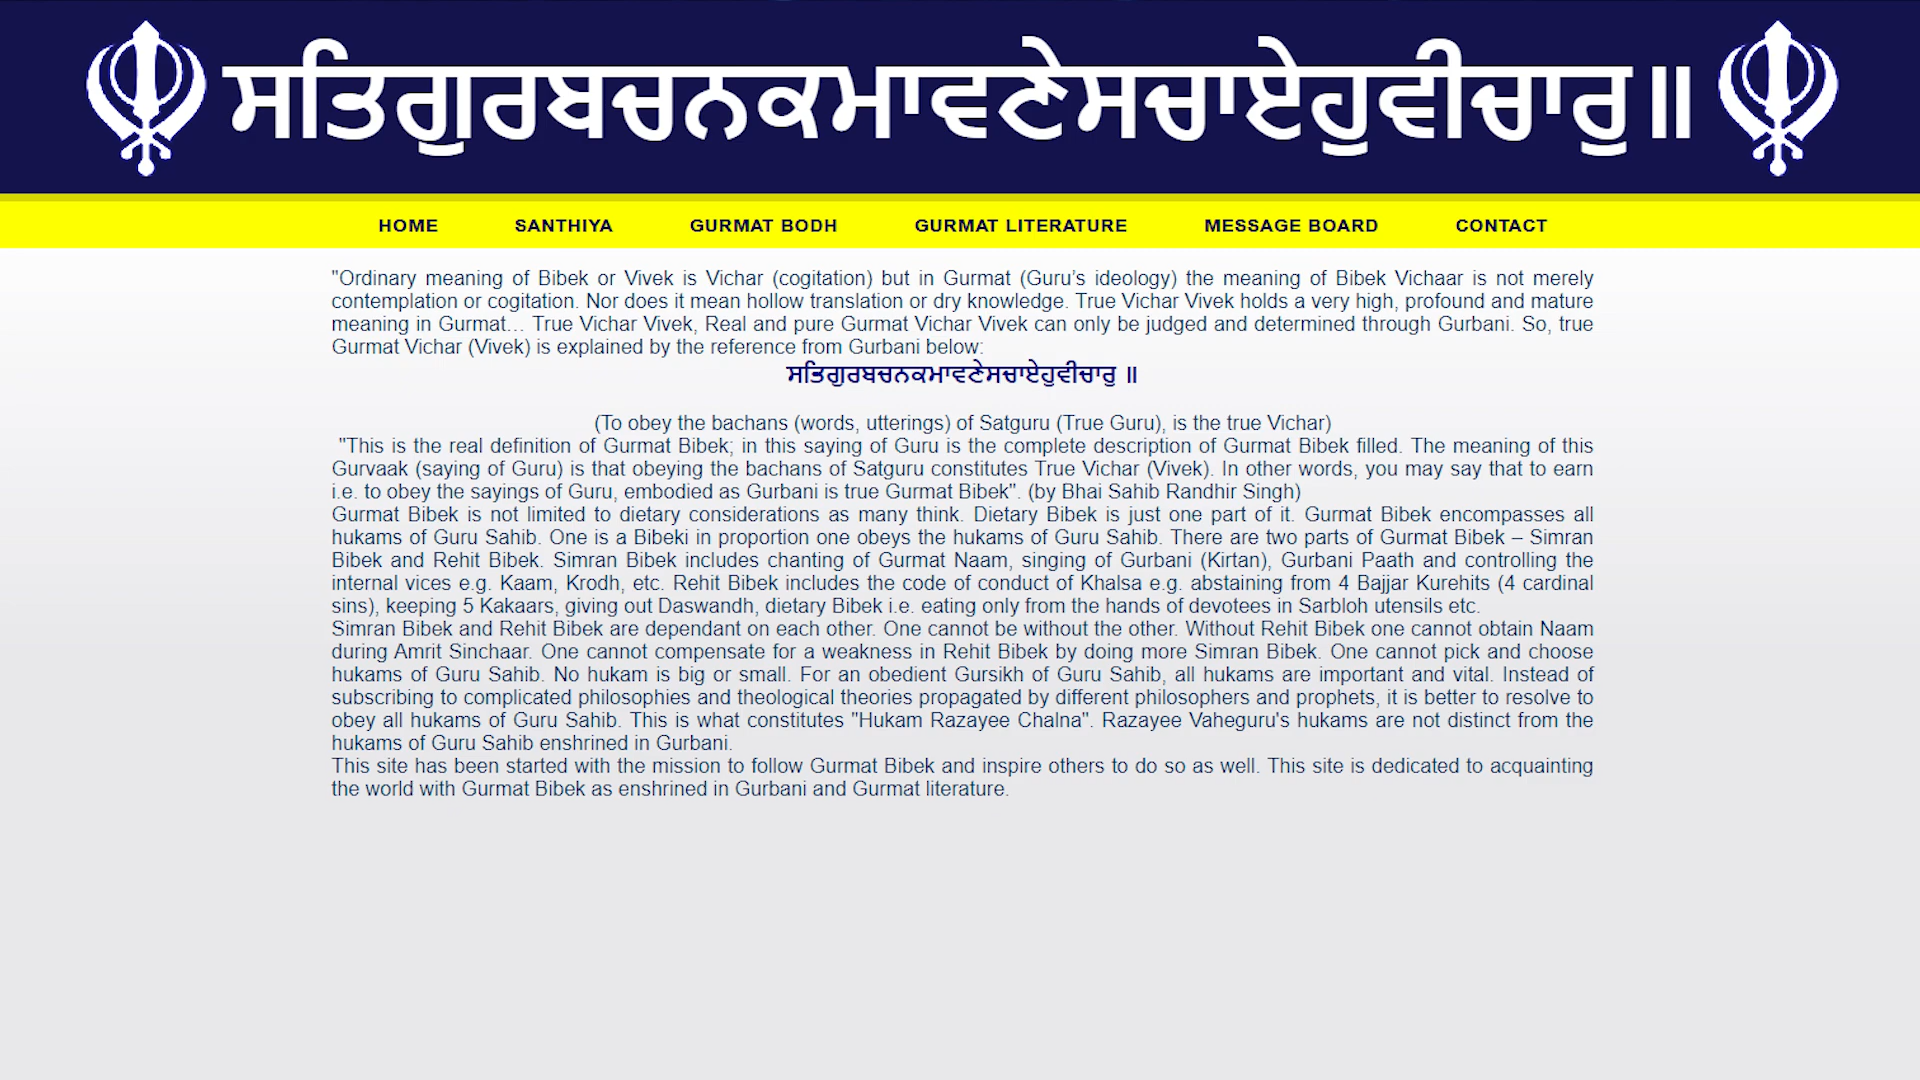 ਸਤਿਗੁਰਬਚਨਕਮਾਵਣੇਸਚਾਏਹੁਵੀਚਾਰੁ॥
HOME SANTHIYA GURMAT BODH GURMAT LITERATURE MESSAGE BOARD CONTACT
"Ordinary meaning of Bibek or Vivek is Vichar (cogitation) but in Gurmat (Guru’s ideology) the meaning of Bibek Vichaar is not merely
contemplation or cogitation. Nor does it mean hollow translation or dry knowledge. True Vichar Vivek holds a very high, profound and mature
meaning in Gurmat… True Vichar Vivek, Real and pure Gurmat Vichar Vivek can only be judged and determined through Gurbani. So, true
Gurmat Vichar (Vivek) is explained by the reference from Gurbani below:
ਸਤਿਗੁਰਬਚਨਕਮਾਵਣੇਸਚਾਏਹੁਵੀਚਾਰੁ ॥
(To obey the bachans (words, utterings) of Satguru (True Guru), is the true Vichar)
"This is the real definition of Gurmat Bibek; in this saying of Guru is the complete description of Gurmat Bibek filled. The meaning of this
Gurvaak (saying of Guru) is that obeying the bachans of Satguru constitutes True Vichar (Vivek). In other words, you may say that to earn
i.e. to obey the sayings of Guru, embodied as Gurbani is true Gurmat Bibek". (by Bhai Sahib Randhir Singh)
Gurmat Bibek is not limited to dietary considerations as many think. Dietary Bibek is just one part of it. Gurmat Bibek encompasses all
hukams of Guru Sahib. One is a Bibeki in proportion one obeys the hukams of Guru Sahib. There are two parts of Gurmat Bibek – Simran
Bibek and Rehit Bibek. Simran Bibek includes chanting of Gurmat Naam, singing of Gurbani (Kirtan), Gurbani Paath and controlling the
internal vices e.g. Kaam, Krodh, etc. Rehit Bibek includes the code of conduct of Khalsa e.g. abstaining from 4 Bajjar Kurehits (4 cardinal
sins), keeping 5 Kakaars, giving out Daswandh, dietary Bibek i.e. eating only from the hands of devotees in Sarbloh utensils etc.
Simran Bibek and Rehit Bibek are dependant on each other. One cannot be without the other. Without Rehit Bibek one cannot obtain Naam
during Amrit Sinchaar. One cannot compensate for a weakness in Rehit Bibek by doing more Simran Bibek. One cannot pick and choose
hukams of Guru Sahib. No hukam is big or small. For an obedient Gursikh of Guru Sahib, all hukams are important and vital. Instead of
subscribing to complicated philosophies and theological theories propagated by different philosophers and prophets, it is better to resolve to
obey all hukams of Guru Sahib. This is what constitutes "Hukam Razayee Chalna". Razayee Vaheguru's hukams are not distinct from the
hukams of Guru Sahib enshrined in Gurbani.
This site has been started with the mission to follow Gurmat Bibek and inspire others to do so as well. This site is dedicated to acquainting
the world with Gurmat Bibek as enshrined in Gurbani and Gurmat literature.